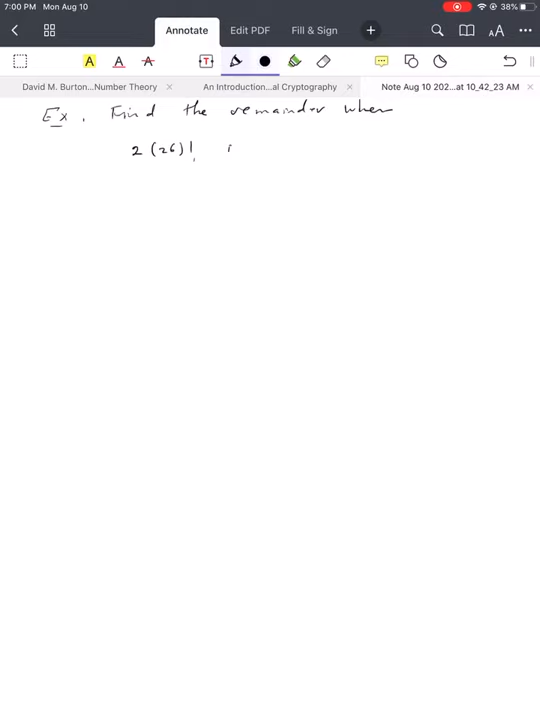 7:00 PM Mon Aug 10 38%
Annotate Edit PDF Fill & Sign
A A A T AA
David M. Burton...Number Theory An Introduction...al Cryptography Note Aug 10 202...at 10_42_23 AM
Ex. Find the remainder when
2 (26)! i